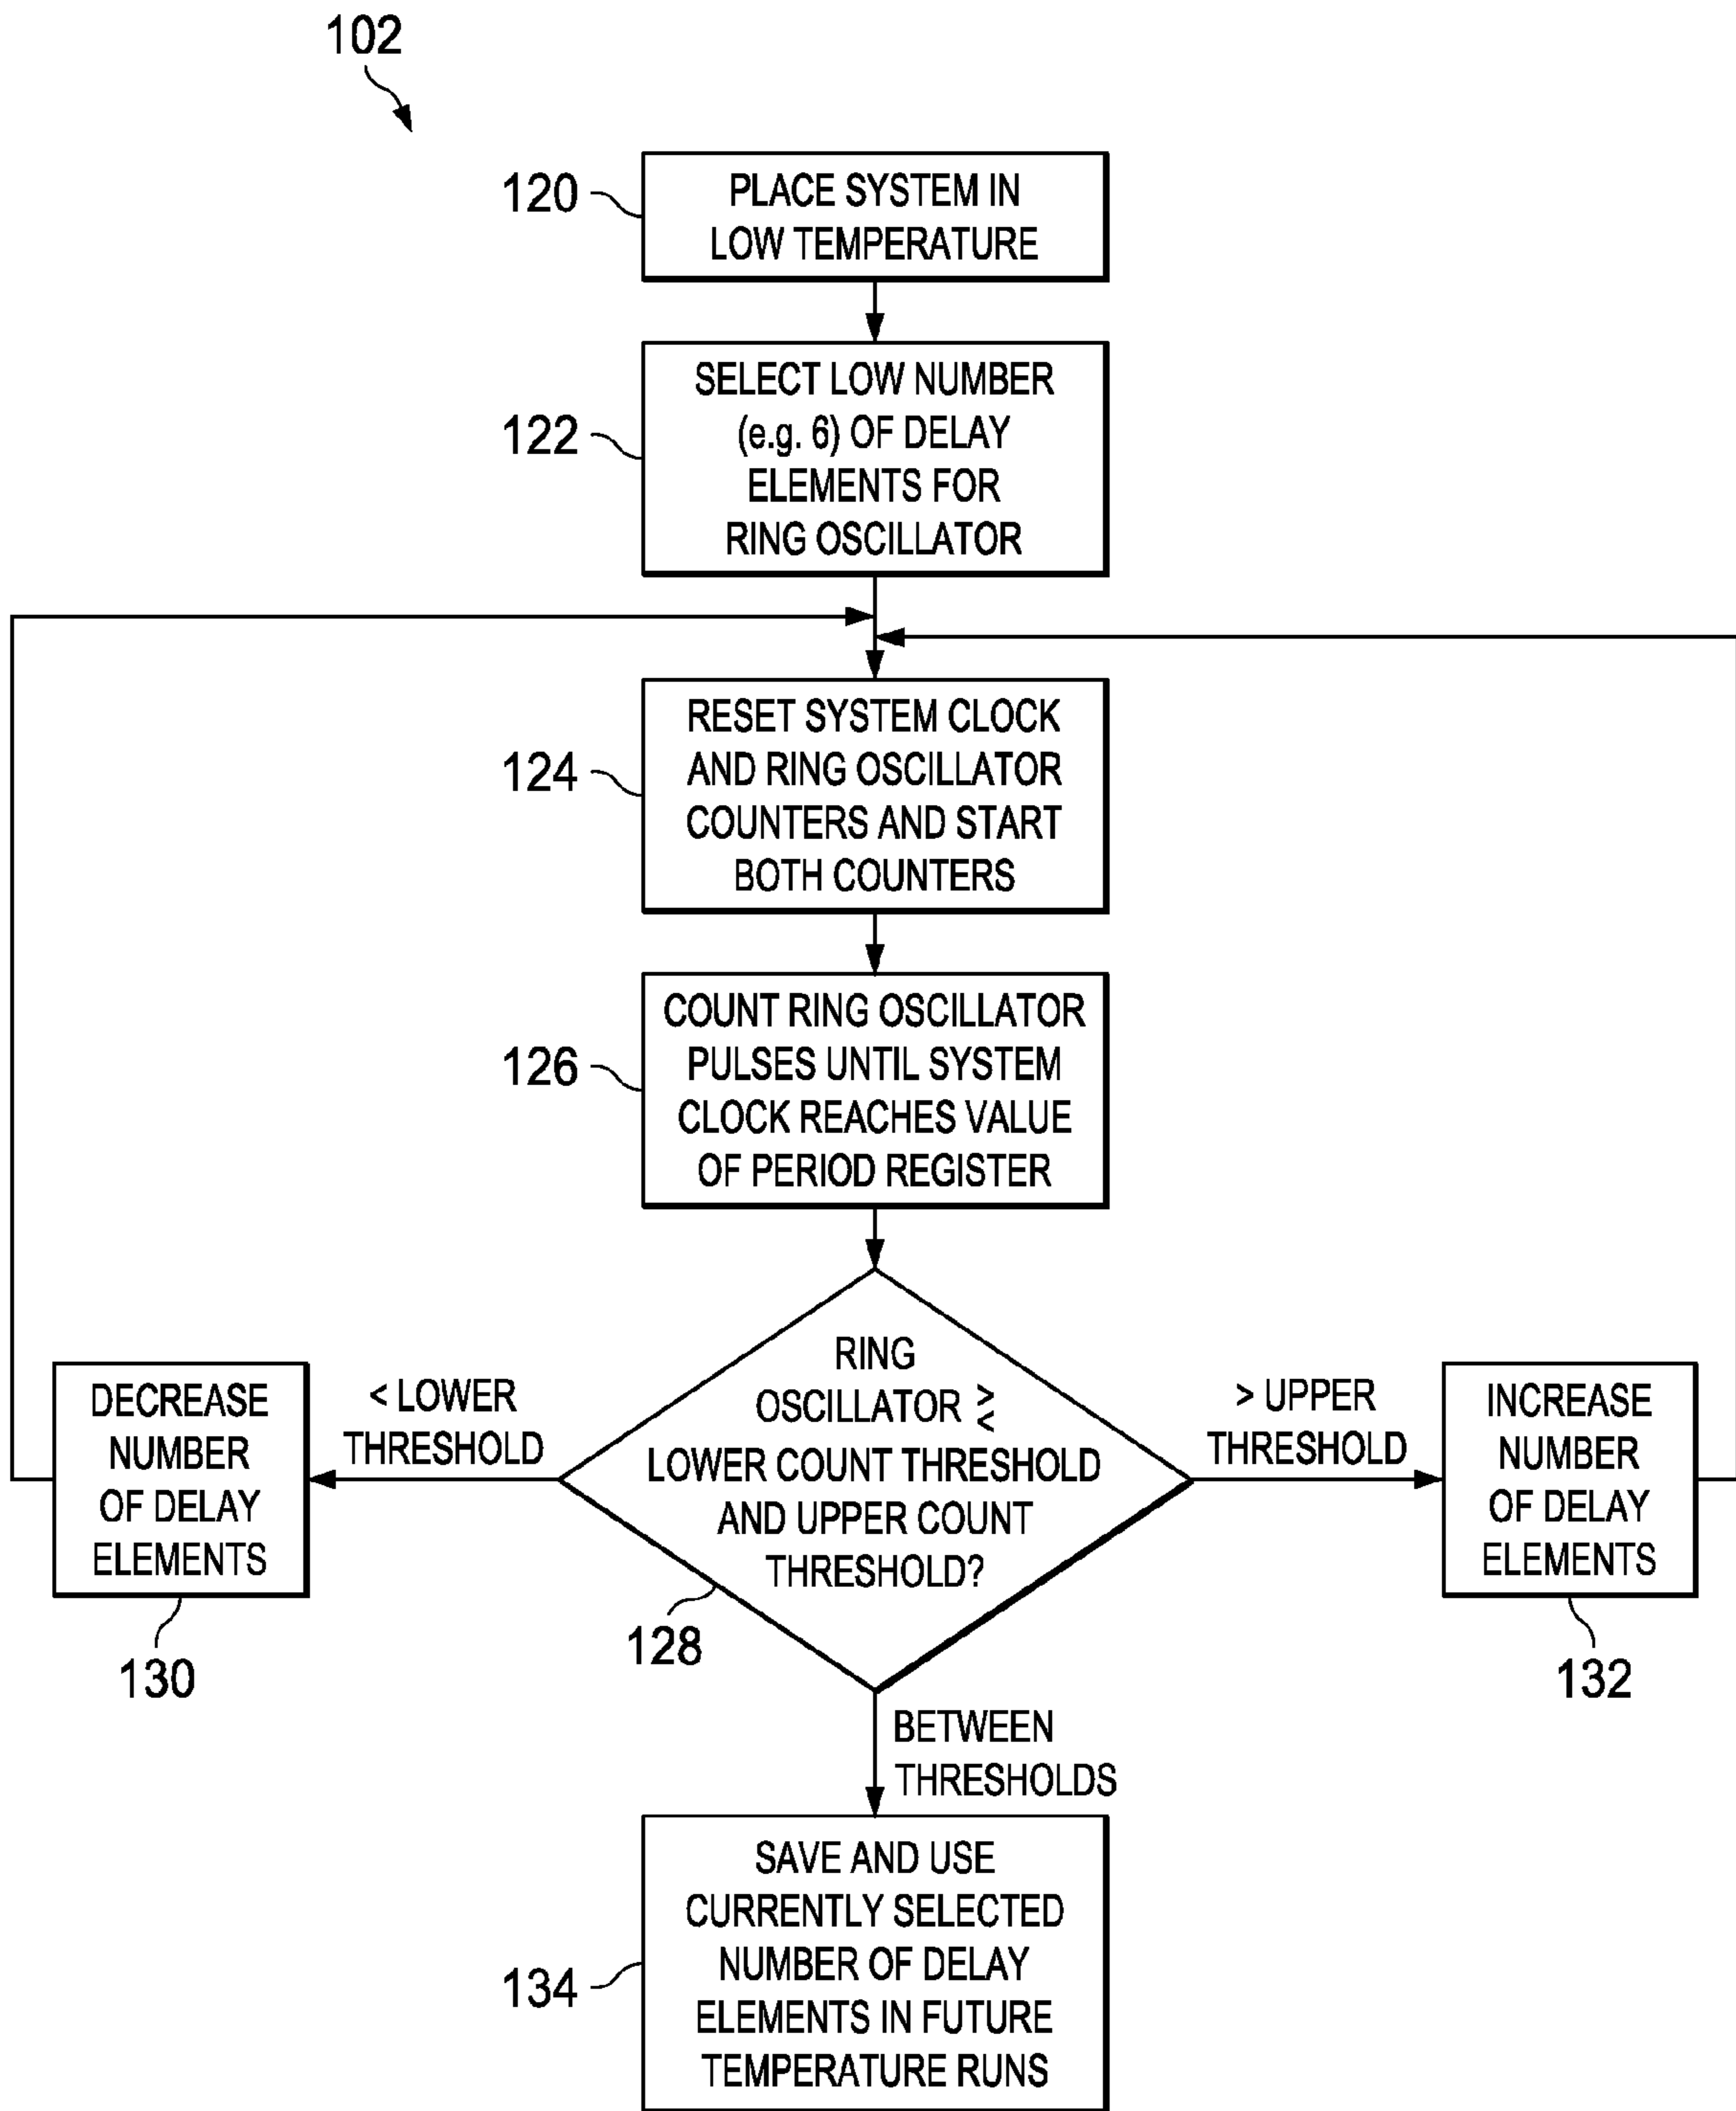 102
120
PLACE SYSTEM IN
LOW TEMPERATURE
122
SELECT LOW NUMBER
(e.g. 6) OF DELAY
ELEMENTS FOR
RING OSCILLATOR
124
RESET SYSTEM CLOCK
AND RING OSCILLATOR
COUNTERS AND START
BOTH COUNTERS
126
COUNT RING OSCILLATOR
PULSES UNTIL SYSTEM
CLOCK REACHES VALUE
OF PERIOD REGISTER
DECREASE
NUMBER
OF DELAY
ELEMENTS
130
< LOWER
THRESHOLD
RING
OSCILLATOR ≷
LOWER COUNT THRESHOLD
AND UPPER COUNT
THRESHOLD?
128
> UPPER
THRESHOLD
INCREASE
NUMBER
OF DELAY
ELEMENTS
132
BETWEEN
THRESHOLDS
134
SAVE AND USE
CURRENTLY SELECTED
NUMBER OF DELAY
ELEMENTS IN FUTURE
TEMPERATURE RUNS